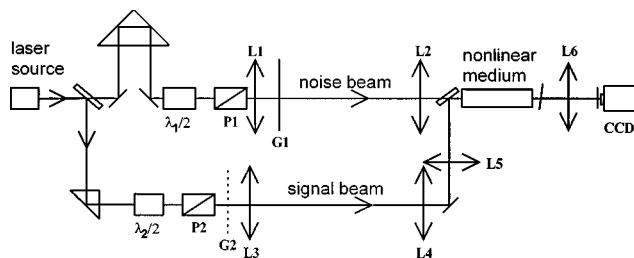 laser
source
λ1/2
P1
L1
G1
noise beam
L2
nonlinear
medium
L6
CCD
L5
λ2/2
P2
G2
L3
signal beam
L4